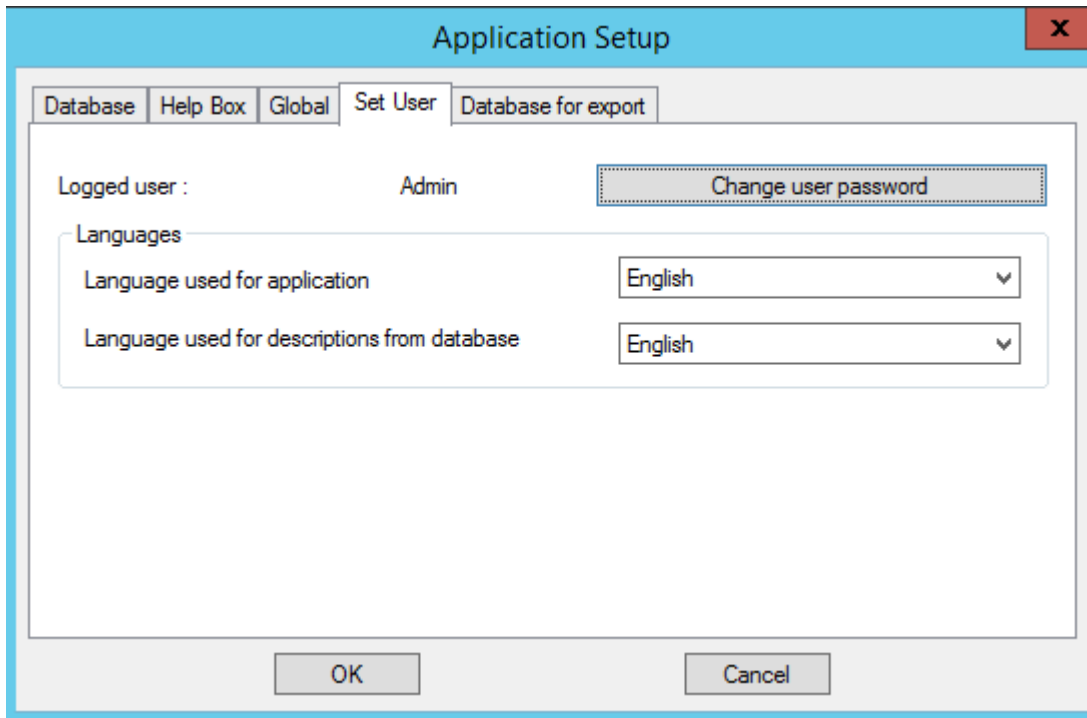 Application Setup
x
Database Help Box Global Set User Database for export
Logged user : Admin Change user password
Languages
Language used for application English
Language used for descriptions from database English
OK Cancel